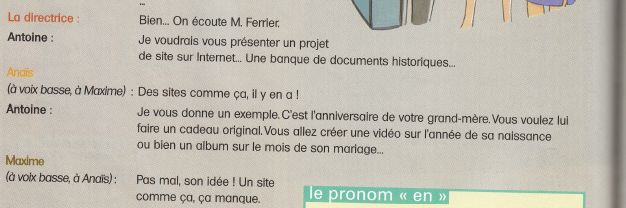 ...
La directrice : Bien... On écoute M. Ferrier.
Antoine : Je voudrais vous présenter un projet
de site sur Internet... Une banque de documents historiques...
Anaïs
(à voix basse, à Maxime) : Des sites comme ça, il y en a !
Antoine : Je vous donne un exemple. C'est l'anniversaire de votre grand-mère. Vous voulez lui
faire un cadeau original. Vous allez créer une vidéo sur l'année de sa naissance
ou bien un album sur le mois de son mariage...
Maxime
(à voix basse, à Anaïs) : Pas mal, son idée ! Un site
comme ça, ça manque.
le pronom « en »